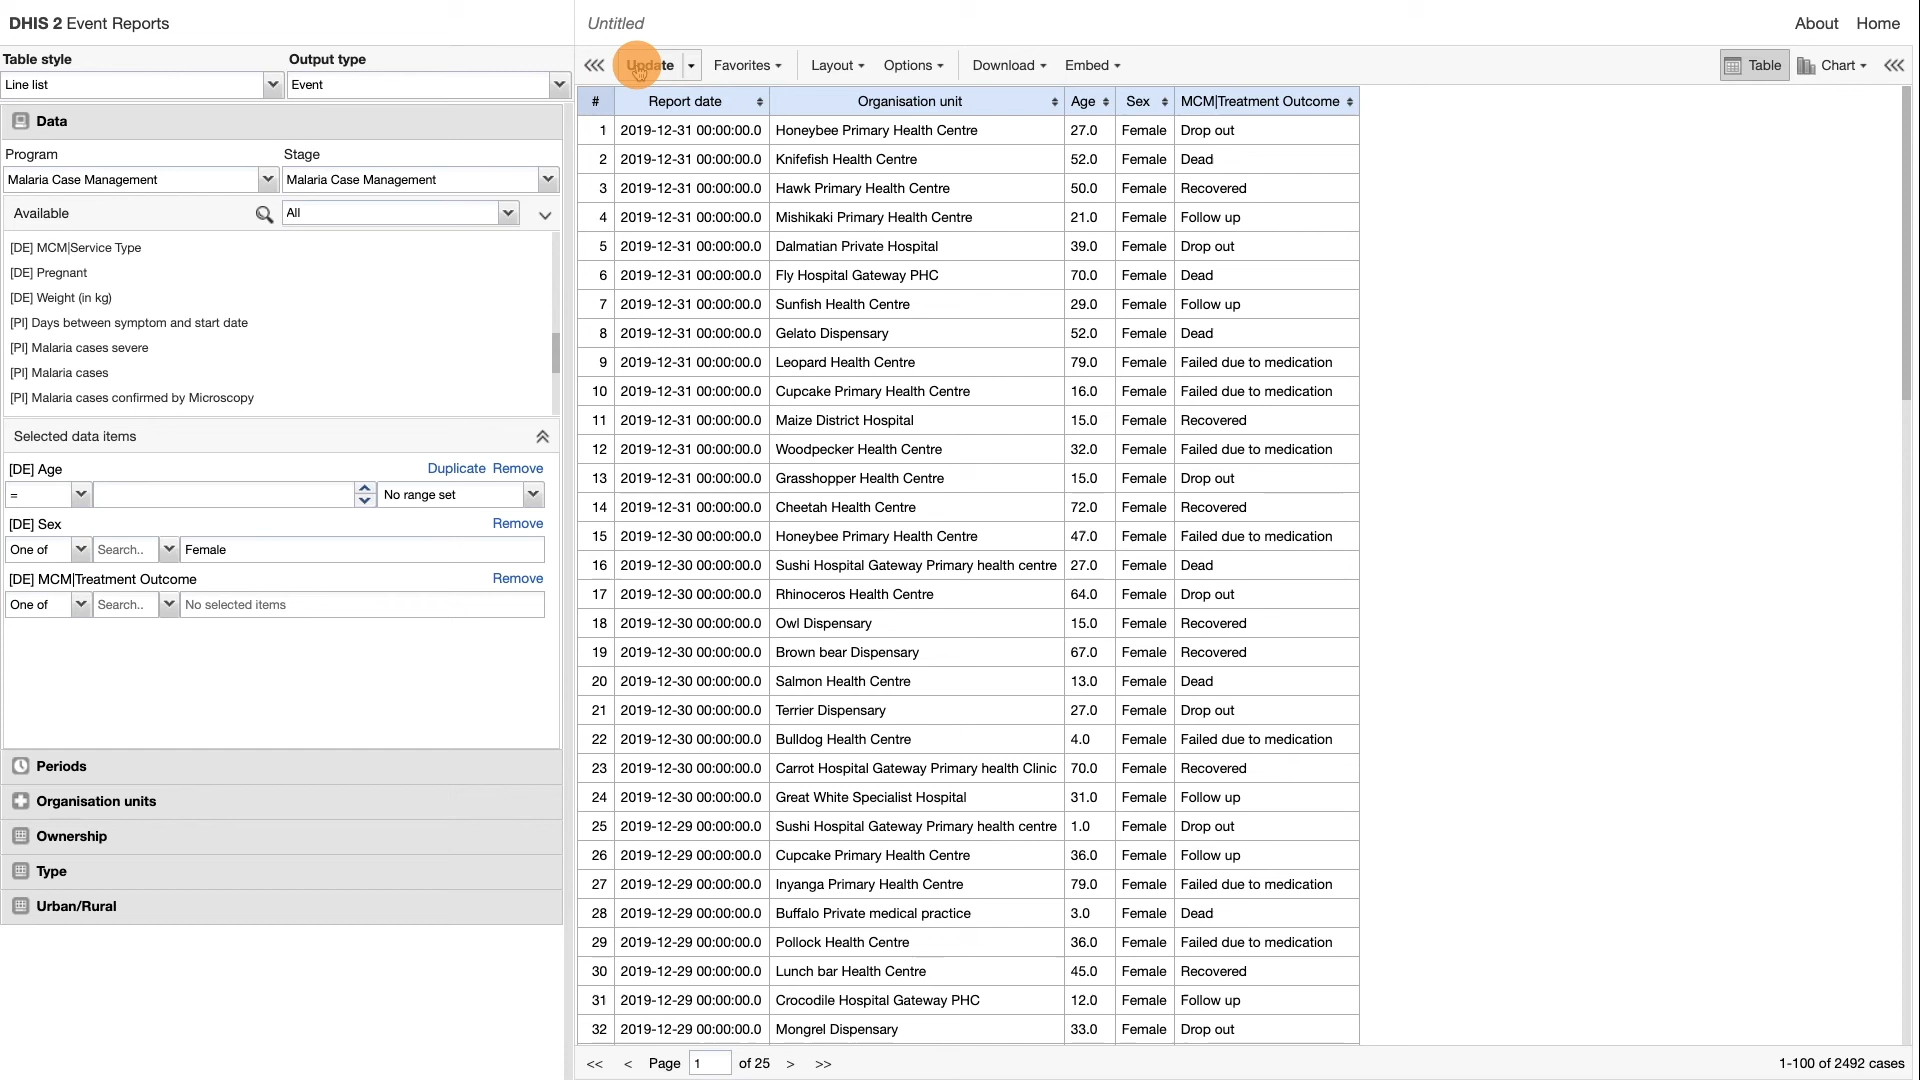 DHIS 2 Event Reports
Untitled
About Home
Table style Output type
Line list Event
Update Favorites Layout Options Download Embed Table Chart
Data
Program Stage
Malaria Case Management Malaria Case Management
Available All
[DE] MCM|Service Type
[DE] Pregnant
[DE] Weight (in kg)
[PI] Days between symptom and start date
[PI] Malaria cases severe
[PI] Malaria cases
[PI] Malaria cases confirmed by Microscopy
Selected data items
[DE] Age Duplicate Remove
= No range set
[DE] Sex Remove
One of Search.. Female
[DE] MCM|Treatment Outcome Remove
One of Search.. No selected items
Periods
Organisation units
Ownership
Type
Urban/Rural
# Report date Organisation unit Age Sex MCM|Treatment Outcome
1 2019-12-31 00:00:00.0 Honeybee Primary Health Centre 27.0 Female Drop out
2 2019-12-31 00:00:00.0 Knifefish Health Centre 52.0 Female Dead
3 2019-12-31 00:00:00.0 Hawk Primary Health Centre 50.0 Female Recovered
4 2019-12-31 00:00:00.0 Mishikaki Primary Health Centre 21.0 Female Follow up
5 2019-12-31 00:00:00.0 Dalmatian Private Hospital 39.0 Female Drop out
6 2019-12-31 00:00:00.0 Fly Hospital Gateway PHC 70.0 Female Dead
7 2019-12-31 00:00:00.0 Sunfish Health Centre 29.0 Female Follow up
8 2019-12-31 00:00:00.0 Gelato Dispensary 52.0 Female Dead
9 2019-12-31 00:00:00.0 Leopard Health Centre 79.0 Female Failed due to medication
10 2019-12-31 00:00:00.0 Cupcake Primary Health Centre 16.0 Female Failed due to medication
11 2019-12-31 00:00:00.0 Maize District Hospital 15.0 Female Recovered
12 2019-12-31 00:00:00.0 Woodpecker Health Centre 32.0 Female Failed due to medication
13 2019-12-31 00:00:00.0 Grasshopper Health Centre 15.0 Female Drop out
14 2019-12-31 00:00:00.0 Cheetah Health Centre 72.0 Female Recovered
15 2019-12-30 00:00:00.0 Honeybee Primary Health Centre 47.0 Female Failed due to medication
16 2019-12-30 00:00:00.0 Sushi Hospital Gateway Primary health centre 27.0 Female Dead
17 2019-12-30 00:00:00.0 Rhinoceros Health Centre 64.0 Female Drop out
18 2019-12-30 00:00:00.0 Owl Dispensary 15.0 Female Recovered
19 2019-12-30 00:00:00.0 Brown bear Dispensary 67.0 Female Recovered
20 2019-12-30 00:00:00.0 Salmon Health Centre 13.0 Female Dead
21 2019-12-30 00:00:00.0 Terrier Dispensary 27.0 Female Drop out
22 2019-12-30 00:00:00.0 Bulldog Health Centre 4.0 Female Failed due to medication
23 2019-12-30 00:00:00.0 Carrot Hospital Gateway Primary health Clinic 70.0 Female Recovered
24 2019-12-30 00:00:00.0 Great White Specialist Hospital 31.0 Female Follow up
25 2019-12-29 00:00:00.0 Sushi Hospital Gateway Primary health centre 1.0 Female Drop out
26 2019-12-29 00:00:00.0 Cupcake Primary Health Centre 36.0 Female Follow up
27 2019-12-29 00:00:00.0 Inyanga Primary Health Centre 79.0 Female Failed due to medication
28 2019-12-29 00:00:00.0 Buffalo Private medical practice 3.0 Female Dead
29 2019-12-29 00:00:00.0 Pollock Health Centre 36.0 Female Failed due to medication
30 2019-12-29 00:00:00.0 Lunch bar Health Centre 45.0 Female Recovered
31 2019-12-29 00:00:00.0 Crocodile Hospital Gateway PHC 12.0 Female Follow up
32 2019-12-29 00:00:00.0 Mongrel Dispensary 33.0 Female Drop out
<< < Page 1 of 25 > >> 1-100 of 2492 cases